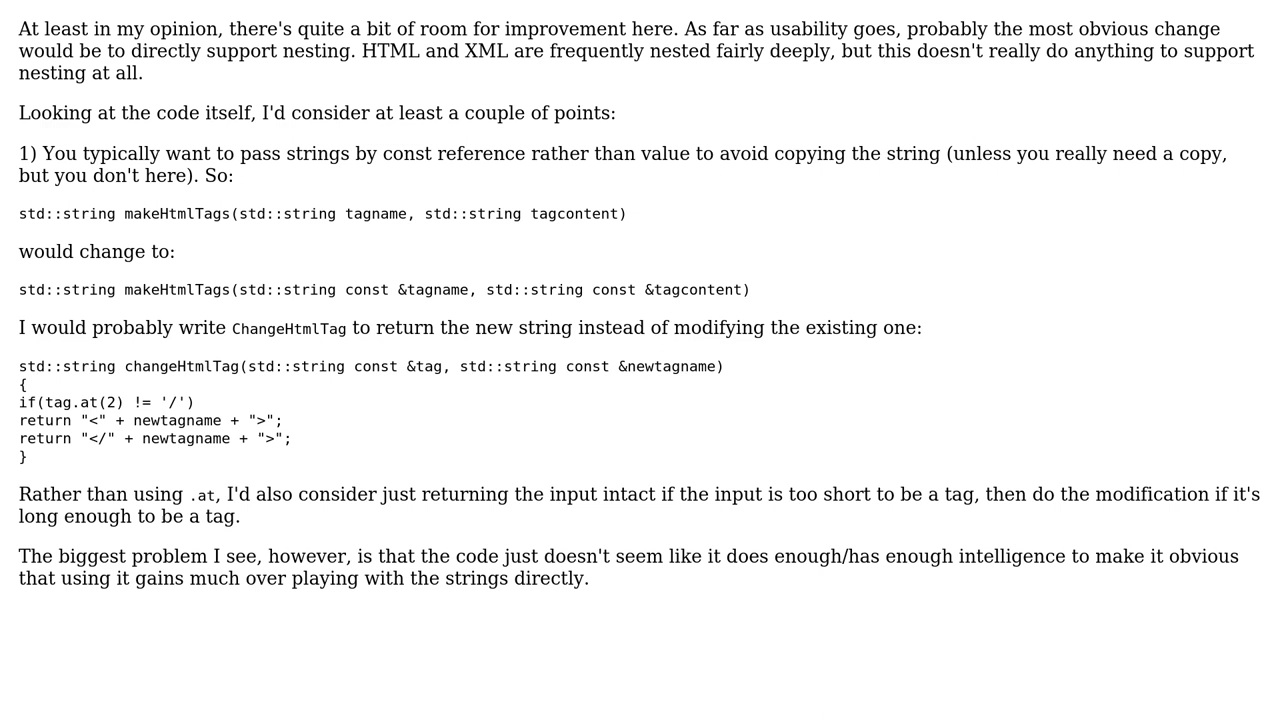 At least in my opinion, there's quite a bit of room for improvement here. As far as usability goes, probably the most obvious change
would be to directly support nesting. HTML and XML are frequently nested fairly deeply, but this doesn't really do anything to support
nesting at all.
Looking at the code itself, I'd consider at least a couple of points:
1) You typically want to pass strings by const reference rather than value to avoid copying the string (unless you really need a copy,
but you don't here). So:
std::string makeHtmlTags(std::string tagname, std::string tagcontent)
would change to:
std::string makeHtmlTags(std::string const &tagname, std::string const &tagcontent)
I would probably write ChangeHtmlTag to return the new string instead of modifying the existing one:
std::string changeHtmlTag(std::string const &tag, std::string const &newtagname)
{
if(tag.at(2) != '/')
return "<" + newtagname + ">";
return "</" + newtagname + ">";
}
Rather than using .at, I'd also consider just returning the input intact if the input is too short to be a tag, then do the modification if it's
long enough to be a tag.
The biggest problem I see, however, is that the code just doesn't seem like it does enough/has enough intelligence to make it obvious
that using it gains much over playing with the strings directly.